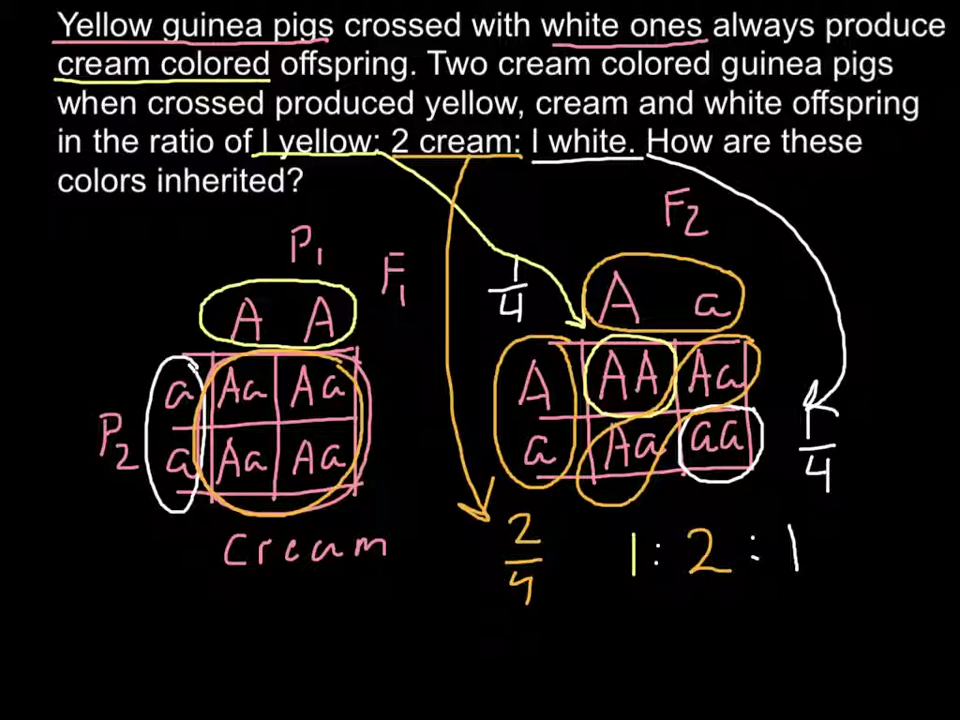 Yellow guinea pigs crossed with white ones always produce
cream colored offspring. Two cream colored guinea pigs
when crossed produced yellow, cream and white offspring
in the ratio of 1 yellow: 2 cream: 1 white. How are these
colors inherited?
P1 F1
A A
P2
a Aa Aa
a Aa Aa
Cream
F2
1/4
A a
A AA Aa
a Aa aa
1/4
2/4
1 : 2 : 1